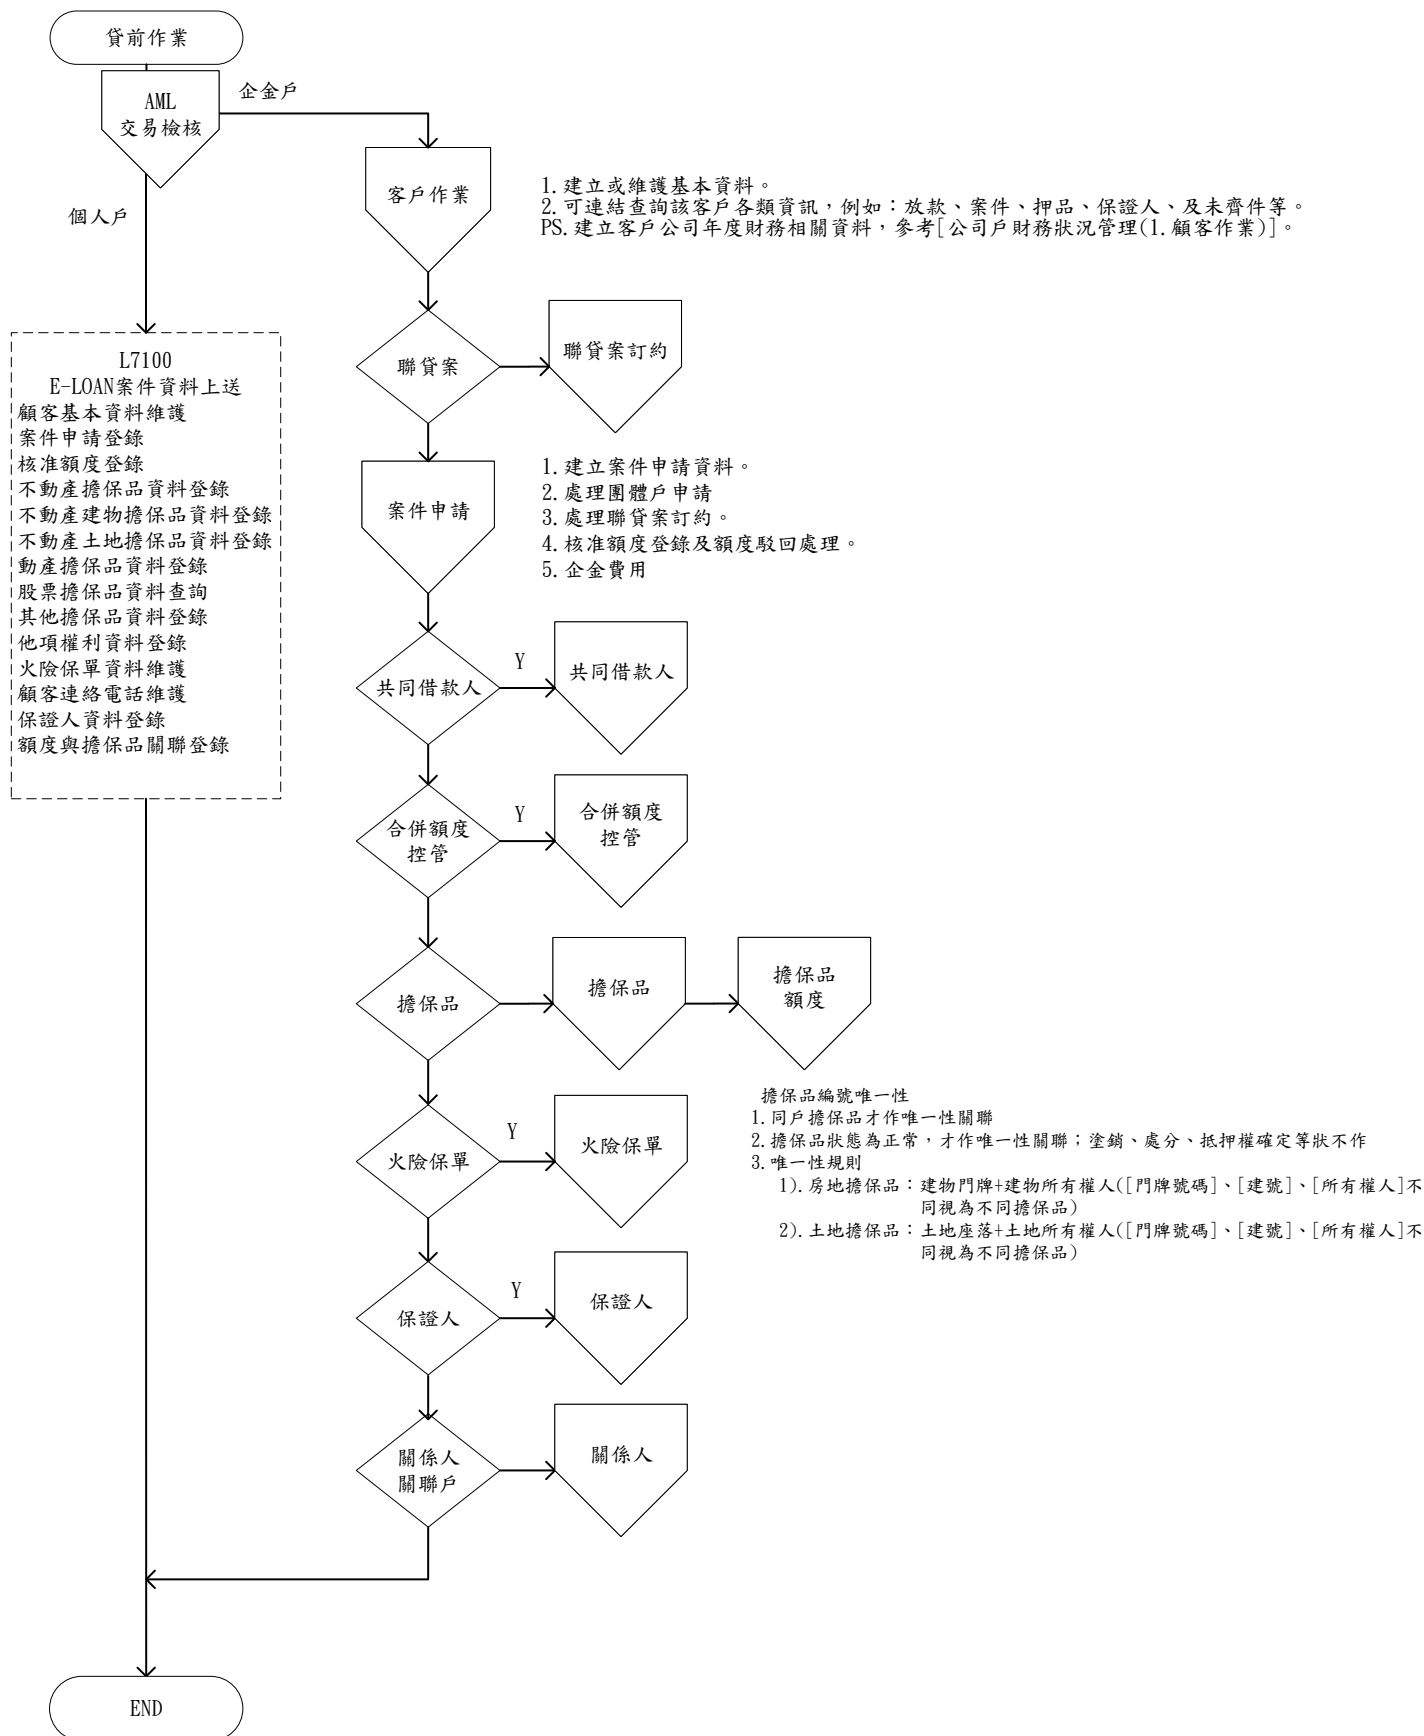 貸前作業
AML
交易檢核
企金戶
個人戶
客戶作業
1.建立或維護基本資料。
2.可連結查詢該客戶各類資訊，例如：放款、案件、押品、保證人、及未齊件等。
PS.建立客戶公司年度財務相關資料，參考[公司戶財務狀況管理(1.顧客作業)]。
L7100
E-LOAN案件資料上送
顧客基本資料維護
案件申請登錄
核准額度登錄
不動產擔保品資料登錄
不動產建物擔保品資料登錄
不動產土地擔保品資料登錄
動產擔保品資料登錄
股票擔保品資料查詢
其他擔保品資料登錄
他項權利資料登錄
火險保單資料維護
顧客連絡電話維護
保證人資料登錄
額度與擔保品關聯登錄
聯貸案
聯貸案訂約
案件申請
1.建立案件申請資料。
2.處理團體戶申請
3.處理聯貸案訂約。
4.核准額度登錄及額度駁回處理。
5.企金費用
共同借款人
Y
共同借款人
合併額度
控管
Y
合併額度
控管
擔保品
擔保品
擔保品
額度
擔保品編號唯一性
1.同戶擔保品才作唯一性關聯
2.擔保品狀態為正常，才作唯一性關聯；塗銷、處分、抵押權確定等狀不作
3.唯一性規則
1).房地擔保品：建物門牌+建物所有權人([門牌號碼]、[建號]、[所有權人]不
同視為不同擔保品)
2).土地擔保品：土地座落+土地所有權人([門牌號碼]、[建號]、[所有權人]不
同視為不同擔保品)
火險保單
Y
火險保單
保證人
Y
保證人
關係人
關聯戶
關係人
END